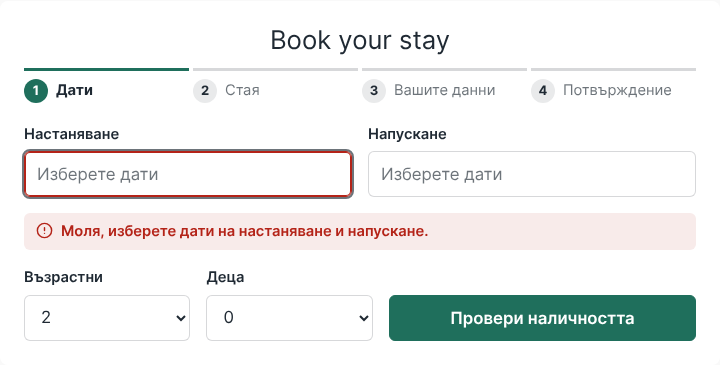 Book your stay
1 Дати 2 Стая 3 Вашите данни 4 Потвърждение
Настаняване Напускане
Изберете дати Изберете дати
Моля, изберете дати на настаняване и напускане.
Възрастни Деца
2 0 Провери наличността